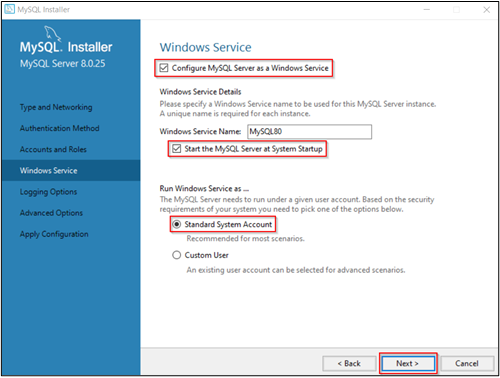 MySQL Installer
MySQL. Installer
MySQL Server 8.0.25
Type and Networking
Authentication Method
Accounts and Roles
Windows Service
Logging Options
Advanced Options
Apply Configuration
Windows Service
Configure MySQL Server as a Windows Service
Windows Service Details
Please specify a Windows Service name to be used for this MySQL Server instance.
A unique name is required for each instance.
Windows Service Name: MySQL80
Start the MySQL Server at System Startup
Run Windows Service as ...
The MySQL Server needs to run under a given user account. Based on the security
requirements of your system you need to pick one of the options below.
Standard System Account
Recommended for most scenarios.
Custom User
An existing user account can be selected for advanced scenarios.
< Back Next > Cancel